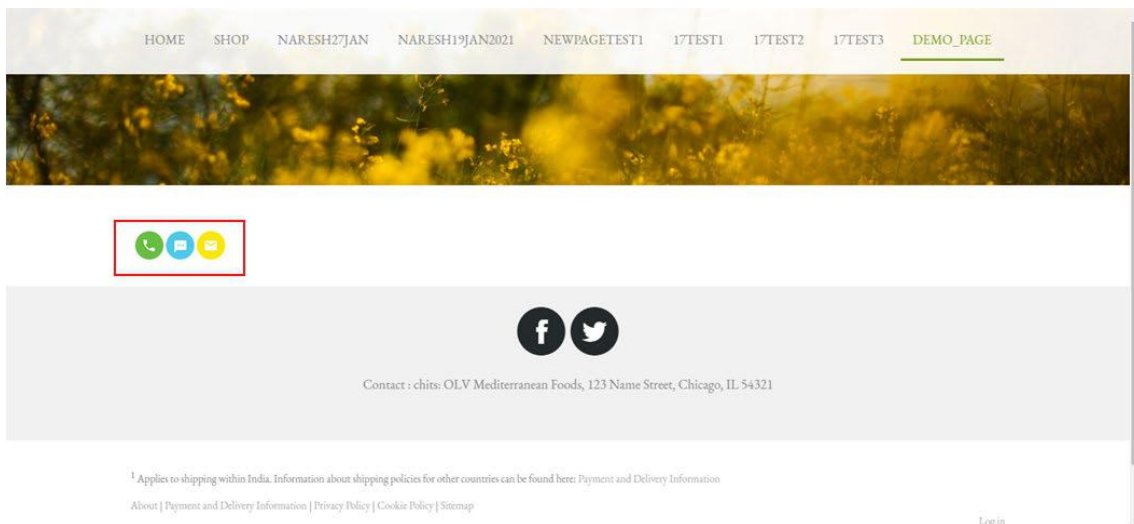 HOME SHOP NARESH27JAN NARESH19JAN2021 NEWPAGETEST1 17TEST1 17TEST2 17TEST3 DEMO_PAGE
Contact : chits: OLV Mediterranean Foods, 123 Name Street, Chicago, IL 54321
1 Applies to shipping within India. Information about shipping policies for other countries can be found here: Payment and Delivery Information
About | Payment and Delivery Information | Privacy Policy | Cookie Policy | Sitemap
Log in